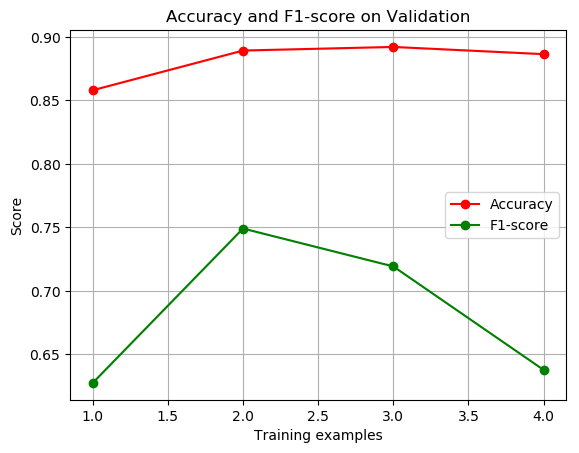 Accuracy and F1-score on Validation
0.90
0.85
0.80
0.75
0.70
0.65
Score
Accuracy
F1-score
1.0 1.5 2.0 2.5 3.0 3.5 4.0
Training examples